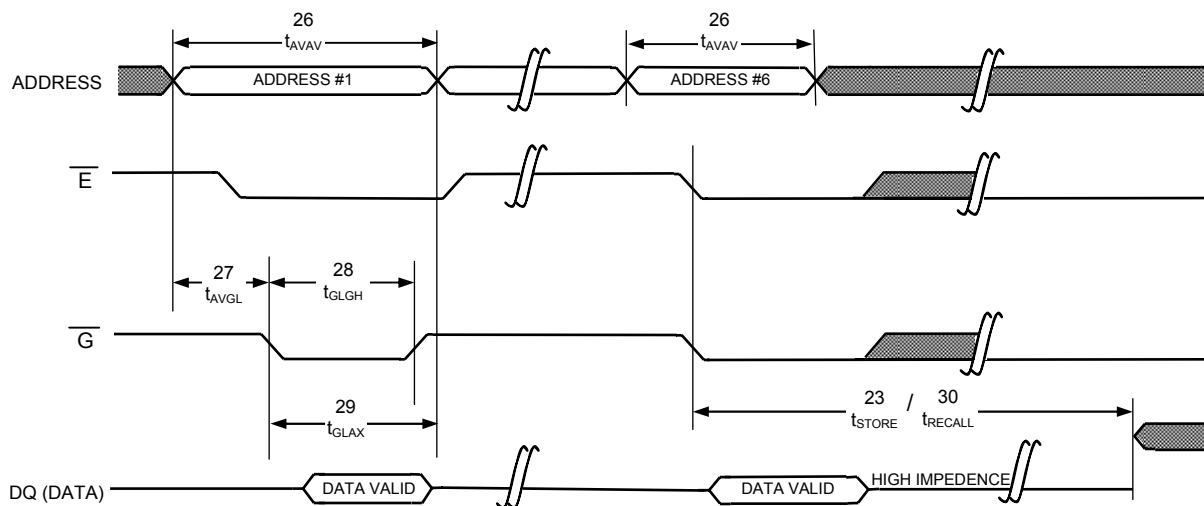 26
tAVAV
26
tAVAV
ADDRESS
ADDRESS #1
ADDRESS #6
E
27
tAVGL
28
tGLGH
G
29
tGLAX
23 / 30
tSTORE tRECALL
DQ (DATA)
DATA VALID
DATA VALID
HIGH IMPEDENCE